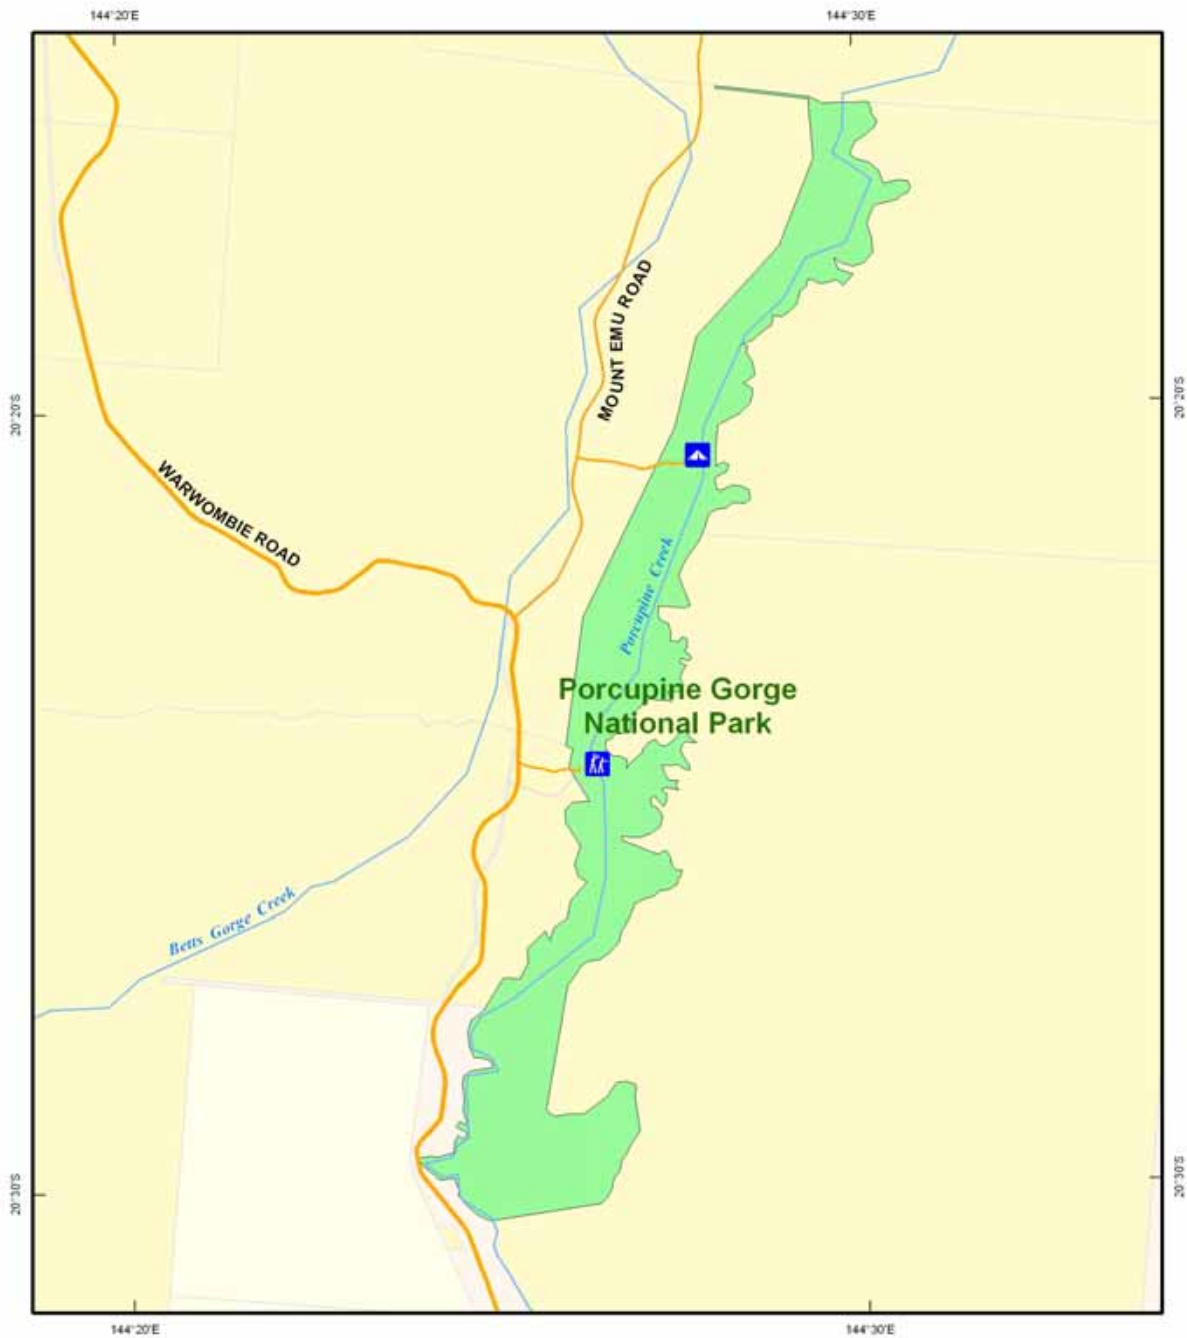 144°20'E
144°30'E
MOUNT EMU ROAD
20°20'S
20°20'S
WARWOMBIE ROAD
Porcupine Creek
Porcupine Gorge
National Park
Betts Gorge Creek
20°30'S
20°30'S
144°20'E
144°30'E